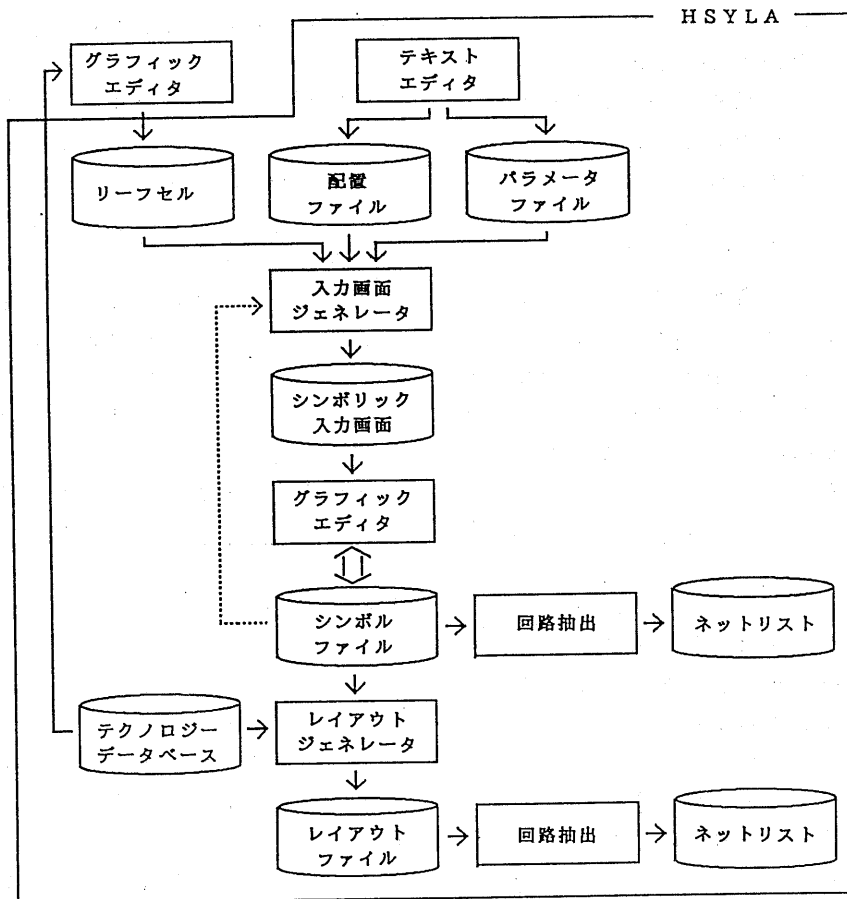 HSYLA
グラフィック
エディタ
テキスト
エディタ
リーフセル
配置
ファイル
パラメータ
ファイル
入力画面
ジェネレータ
シンボリック
入力画面
グラフィック
エディタ
シンボル
ファイル
回路抽出
ネットリスト
テクノロジー
データベース
レイアウト
ジェネレータ
レイアウト
ファイル
回路抽出
ネットリスト